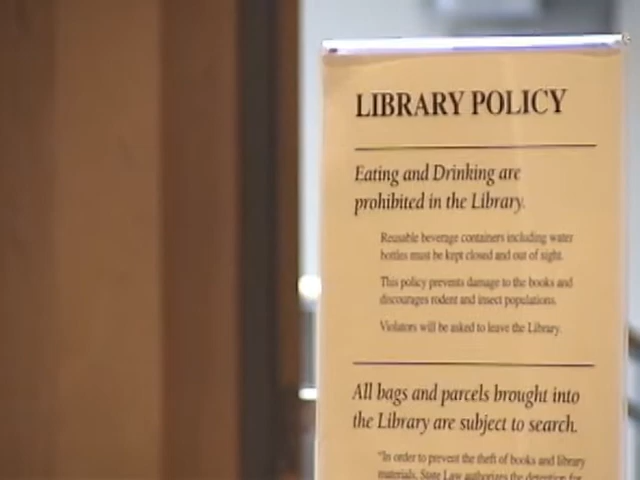 LIBRARY POLICY
Eating and Drinking are
prohibited in the Library.
Reusable beverage containers including water
bottles must be kept closed and out of sight.
This policy prevents damage to the books and
discourages rodent and insect populations.
Violators will be asked to leave the Library.
All bags and parcels brought into
the Library are subject to search.
"In order to prevent the theft of books and library
materials, State Law authorizes the detention for